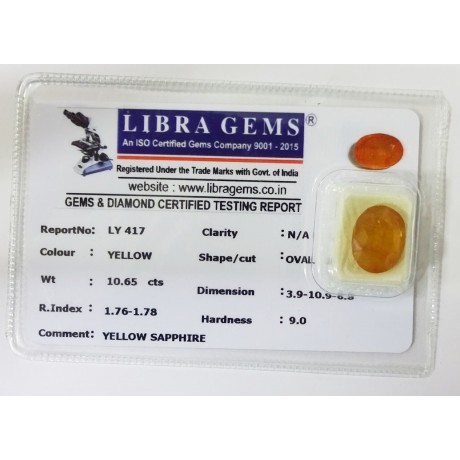 LIBRA GEMS ®
An ISO Certified Gems Company 9001 - 2015
Registered Under the Trade Marks with Govt. of India
website : www.libragems.co.in
GEMS & DIAMOND CERTIFIED TESTING REPORT
ReportNo: LY 417 Clarity : N/A
Colour : YELLOW Shape/cut : OVAL
Wt : 10.65 cts
Dimension : 3.9-10.9-6.8
R.Index : 1.76-1.78
Hardness : 9.0
Comment: YELLOW SAPPHIRE